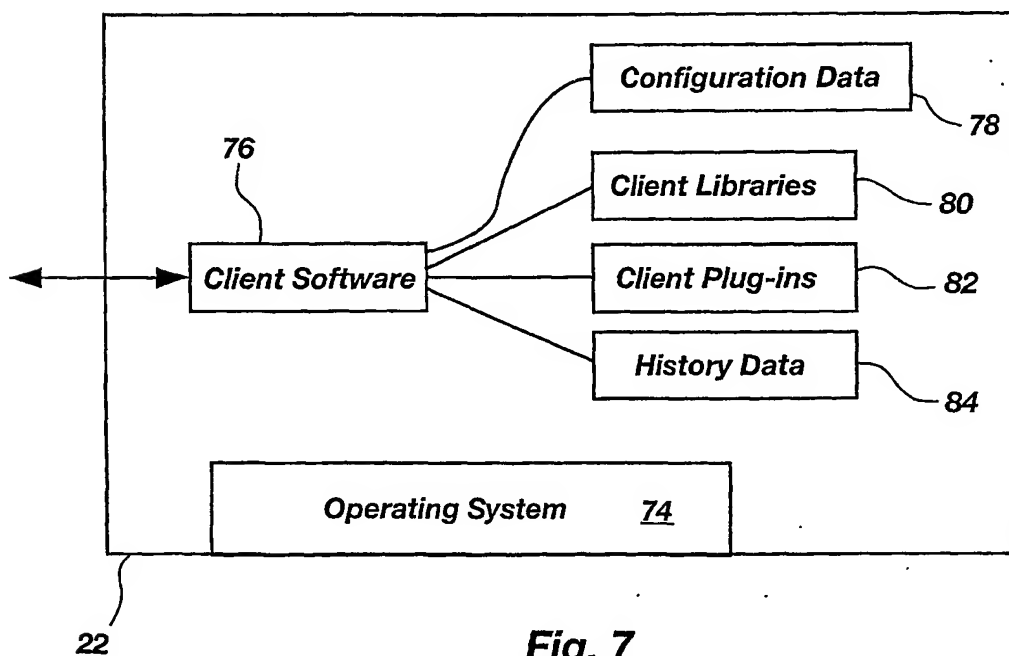 Configuration Data
78
76
Client Libraries
80
Client Software
Client Plug-ins
82
History Data
84
Operating System 74
22
Fig. 7